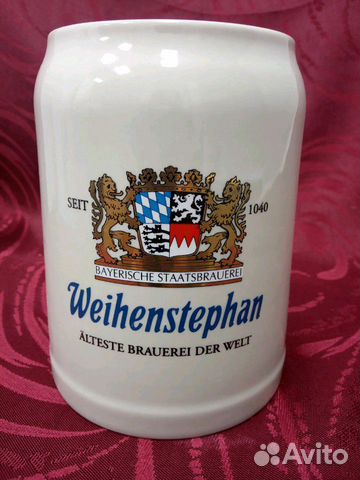 SEIT 1040
BAYERISCHE STAATSBRAUEREI
Weihenstephan
ÄLTESTE BRAUEREI DER WELT
Avito